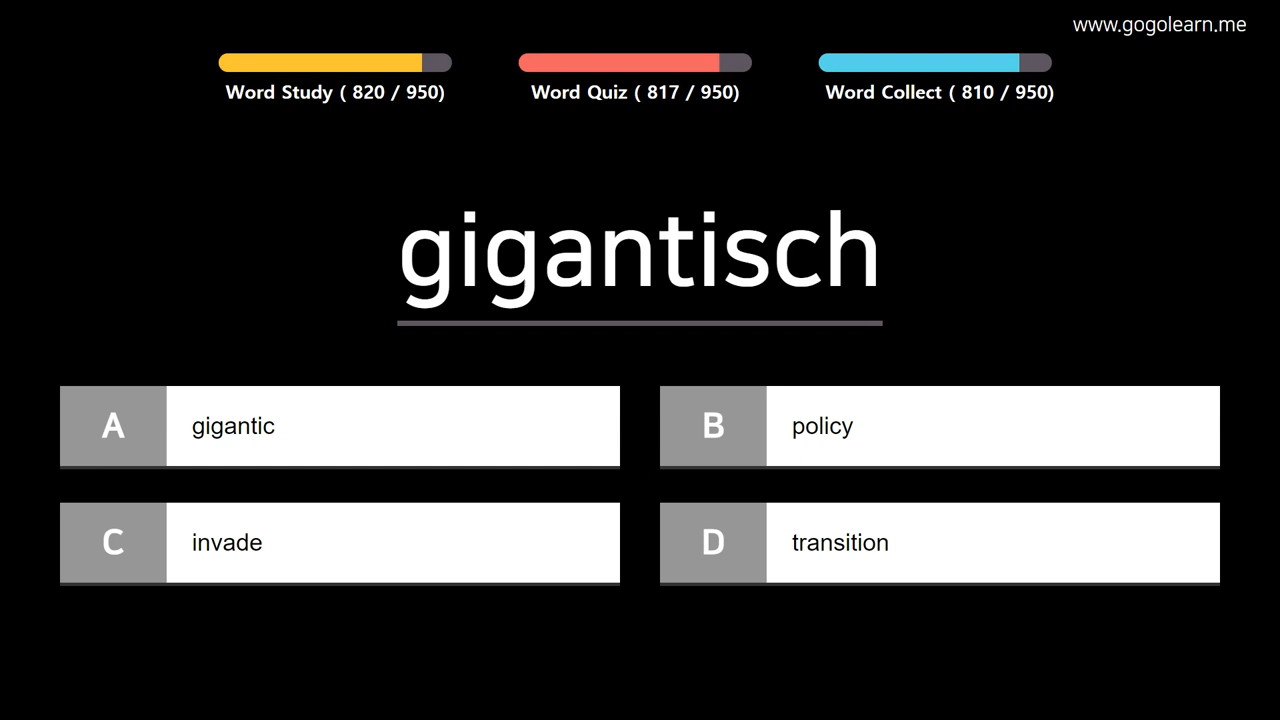 www.gogolearn.me
Word Study ( 820 / 950)
Word Quiz ( 817 / 950)
Word Collect ( 810 / 950)
gigantisch
A gigantic
B policy
C invade
D transition